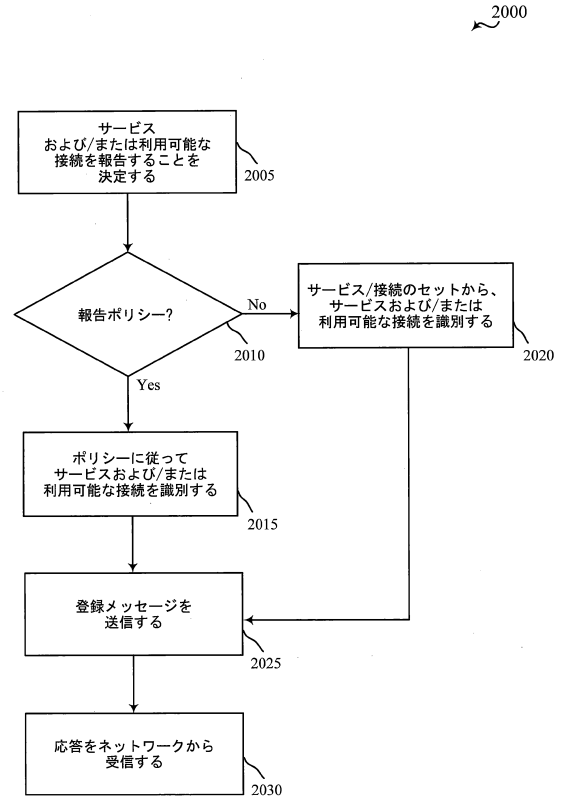 2000
サービス
および/または利用可能な
接続を報告することを
決定する
2005
報告ポリシー?
No
2010
Yes
サービス/接続のセットから、
サービスおよび/または
利用可能な接続を識別する
2020
ポリシーに従って
サービスおよび/または
利用可能な接続を識別する
2015
登録メッセージを
送信する
2025
応答をネットワークから
受信する
2030